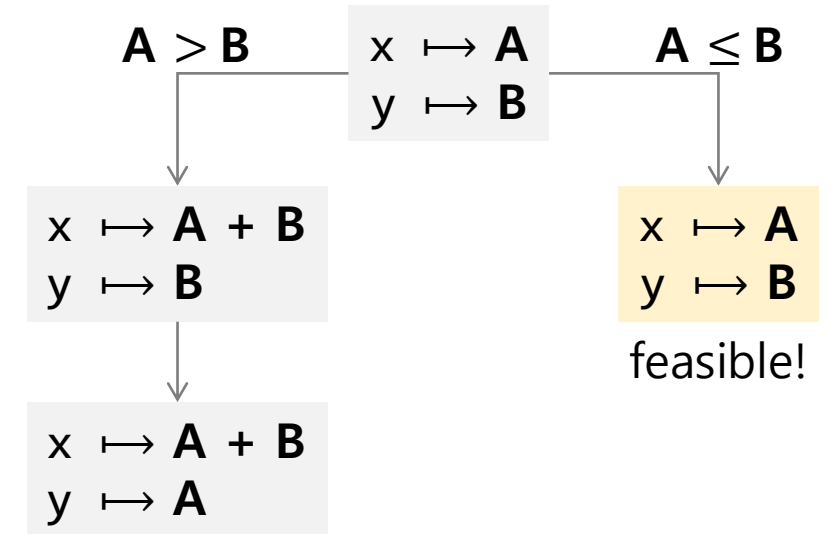 A > B
x ⟼ A
y ⟼ B
A ≤ B
x ⟼ A + B
y ⟼ B
x ⟼ A
y ⟼ B
feasible!
x ⟼ A + B
y ⟼ A